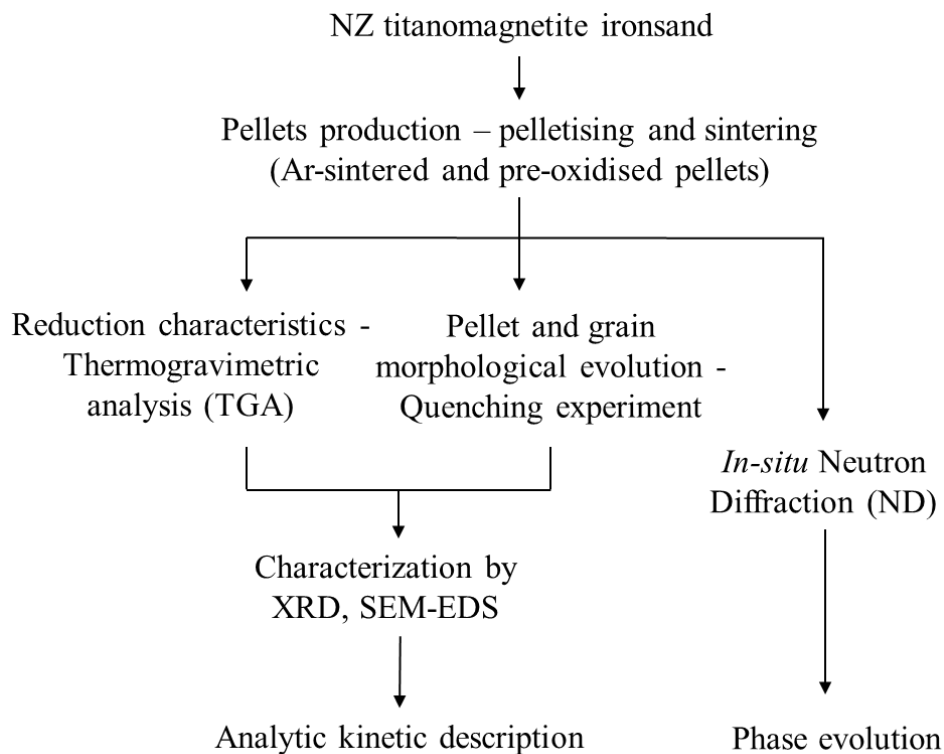 NZ titanomagnetite ironsand
Pellets production – pelletising and sintering
(Ar-sintered and pre-oxidised pellets)
Reduction characteristics -
Thermogravimetric
analysis (TGA)
Pellet and grain
morphological evolution -
Quenching experiment
In-situ Neutron
Diffraction (ND)
Characterization by
XRD, SEM-EDS
Analytic kinetic description
Phase evolution